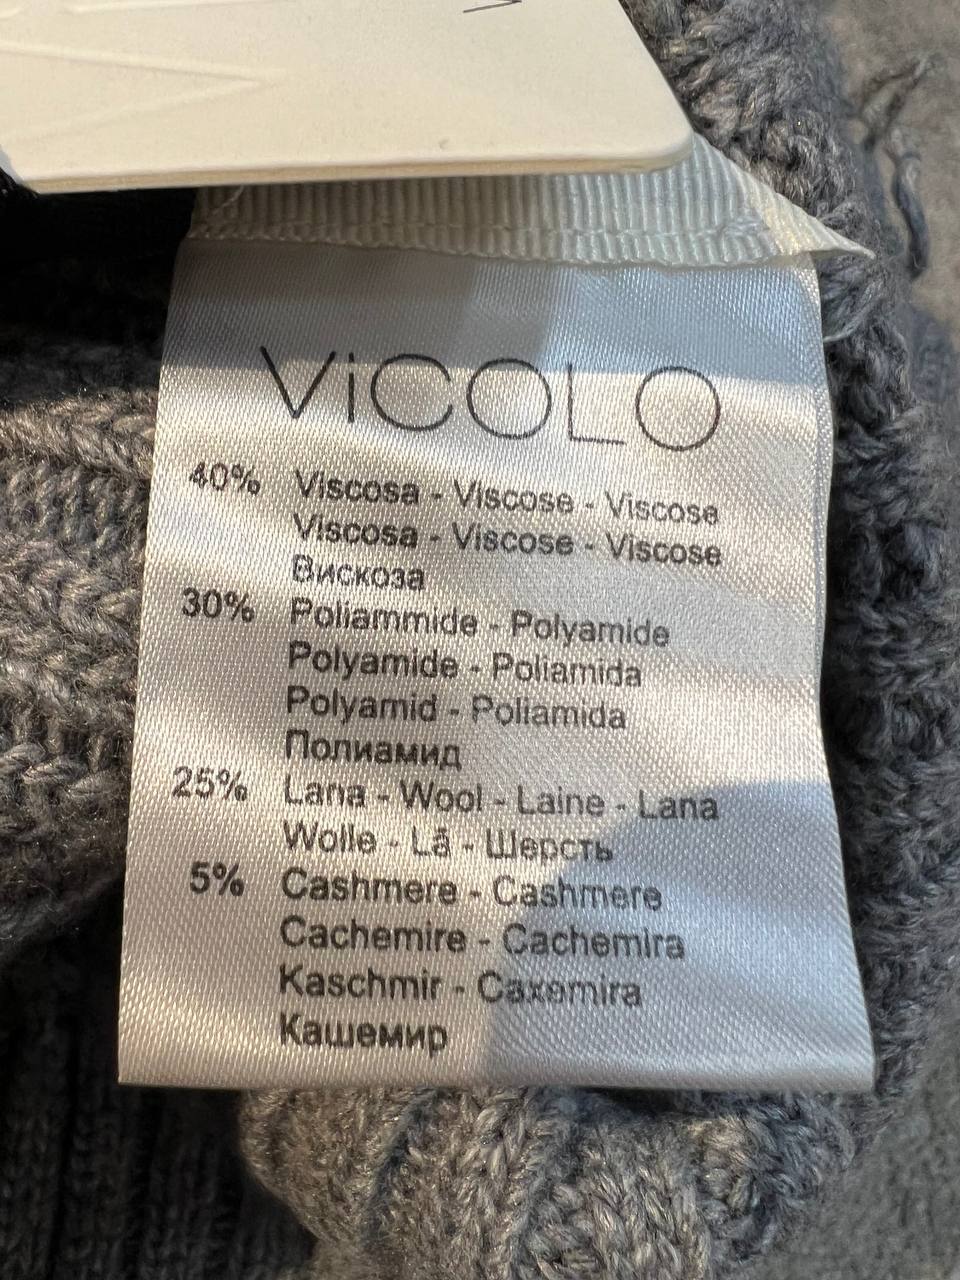 ViCOLO
40% Viscosa - Viscose - Viscose
Viscosa - Viscose - Viscose
Вискоза
30% Poliammide - Polyamide
Polyamide - Poliamida
Polyamid - Poliamida
Полиамид
25% Lana - Wool - Laine - Lana
Wolle - Lã - Шерсть
5% Cashmere - Cashmere
Cachemire - Cachemira
Kaschmir - Caxemira
Кашемир